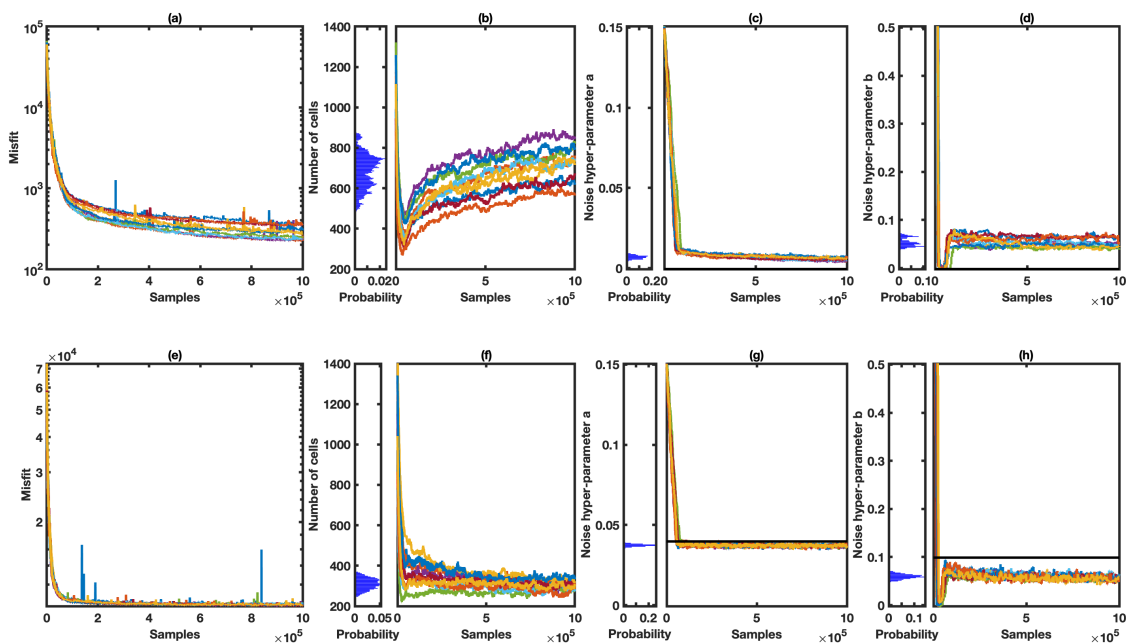 (a)
(b)
(c)
(d)
10^5
10^4
10^3
10^2
Misfit
0 2 4 6 8 10
Samples
×10^5
1400
1200
1000
800
600
400
200
Number of cells
0 0.02 0 5 10
Probability
Samples
×10^5
0.15
0.1
0.05
0
Noise hyper-parameter a
0 0.2 0 5 10
Probability
Samples
×10^5
0.5
0.4
0.3
0.2
0.1
0
Noise hyper-parameter b
0 0.1 0 5 10
Probability
Samples
×10^5
(e)
(f)
(g)
(h)
×10^4
7
6
5
4
3
2
Misfit
0 2 4 6 8 10
Samples
×10^5
1400
1200
1000
800
600
400
200
Number of cells
0 0.05 0 5 10
Probability
Samples
×10^5
0.15
0.1
0.05
0
Noise hyper-parameter a
0 0.2 0 5 10
Probability
Samples
×10^5
0.5
0.4
0.3
0.2
0.1
0
Noise hyper-parameter b
0 0.1 0 5 10
Probability
Samples
×10^5